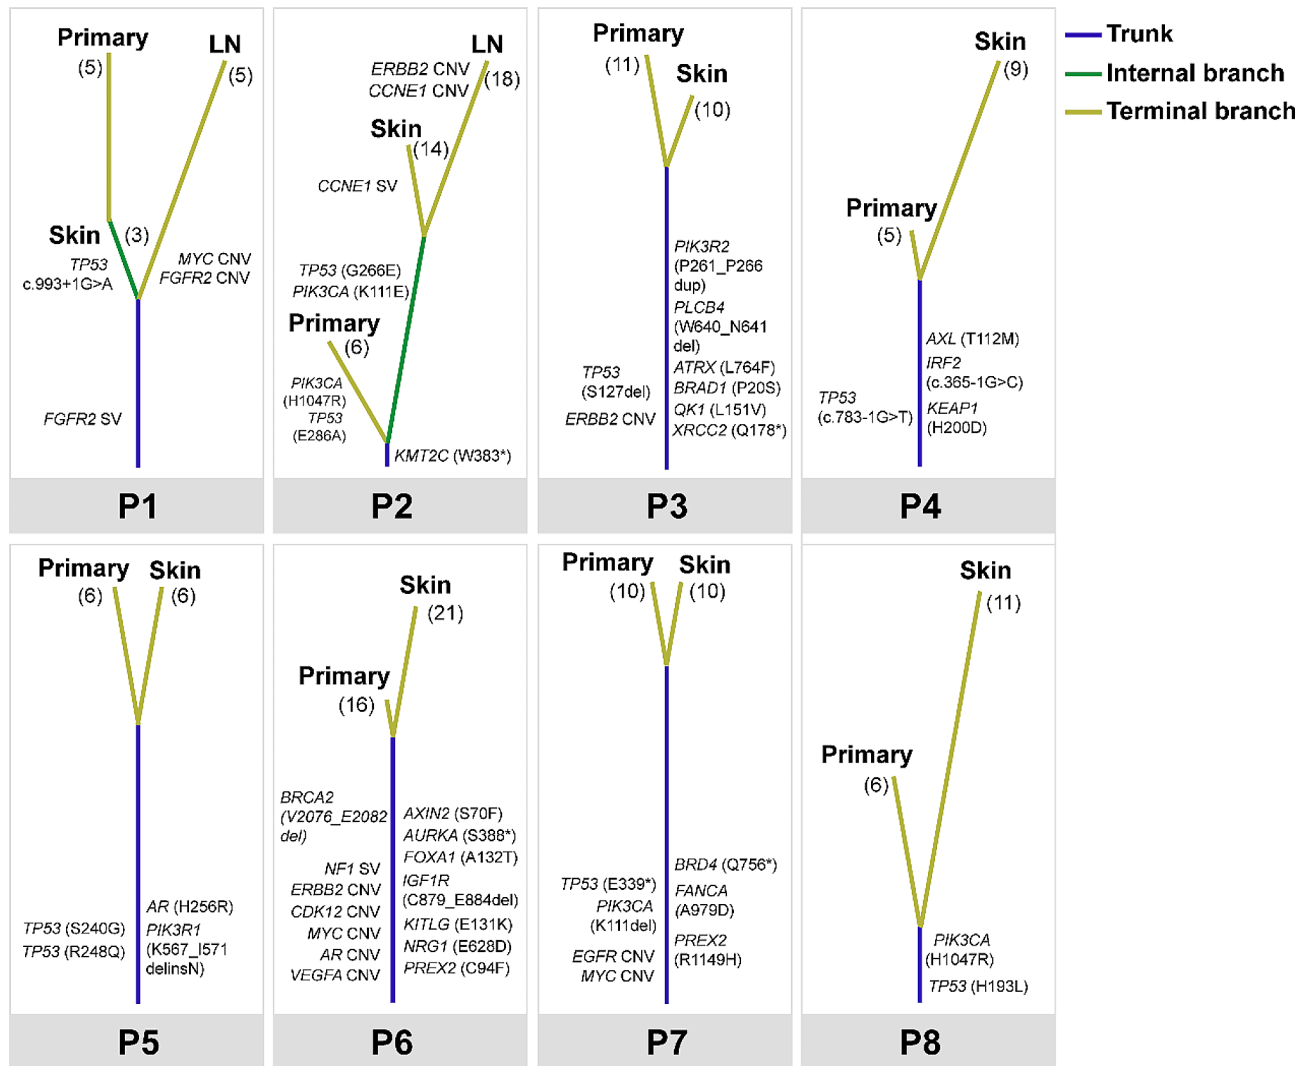 Primary
(5)
LN
(5)
Skin
(3)
TP53
c.993+1G>A
MYC CNV
FGFR2 CNV
FGFR2 SV
P1
LN
(18)
ERBB2 CNV
CCNE1 CNV
Skin
(14)
CCNE1 SV
TP53 (G266E)
PIK3CA (K111E)
Primary
(6)
PIK3CA
(H1047R)
TP53
(E286A)
KMT2C (W383*)
P2
Primary
(11)
Skin
(10)
PIK3R2
(P261_P266
dup)
PLCB4
(W640_N641
del)
ATRX (L764F)
BRAD1 (P20S)
QK1 (L151V)
XRCC2 (Q178*)
TP53
(S127del)
ERBB2 CNV
P3
Skin
(9)
Primary
(5)
AXL (T112M)
IRF2
(c.365-1G>C)
KEAP1
(H200D)
TP53
(c.783-1G>T)
P4
Trunk
Internal branch
Terminal branch
Primary
(6)
Skin
(6)
TP53 (S240G)
TP53 (R248Q)
AR (H256R)
PIK3R1
(K567_I571
delinsN)
P5
Skin
(21)
Primary
(16)
BRCA2
(V2076_E2082
del)
NF1 SV
ERBB2 CNV
CDK12 CNV
MYC CNV
AR CNV
VEGFA CNV
AXIN2 (S70F)
AURKA (S388*)
FOXA1 (A132T)
IGF1R
(C879_E884del)
KITLG (E131K)
NRG1 (E628D)
PREX2 (C94F)
P6
Primary
(10)
Skin
(10)
TP53 (E339*)
PIK3CA
(K111del)
EGFR CNV
MYC CNV
BRD4 (Q756*)
FANCA
(A979D)
PREX2
(R1149H)
P7
Skin
(11)
Primary
(6)
PIK3CA
(H1047R)
TP53 (H193L)
P8